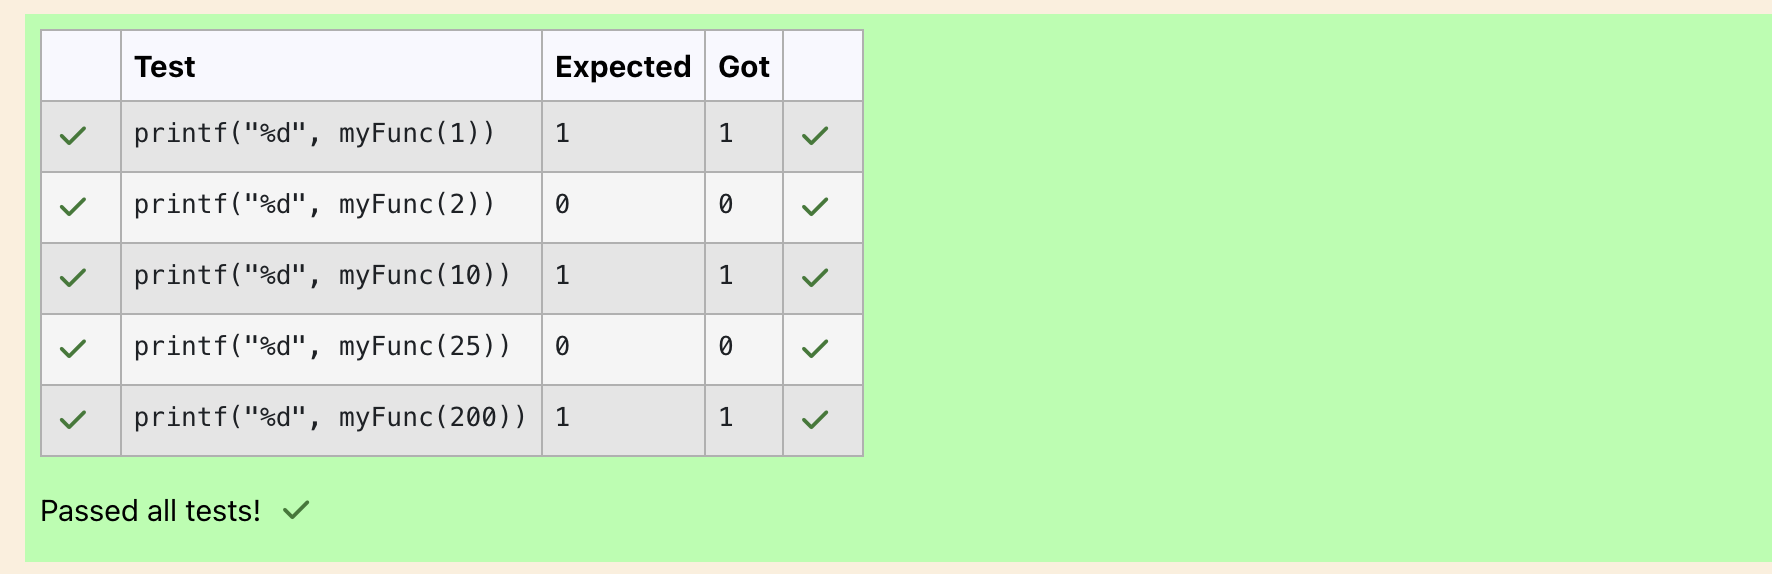 Test Expected Got
printf("%d", myFunc(1)) 1 1
printf("%d", myFunc(2)) 0 0
printf("%d", myFunc(10)) 1 1
printf("%d", myFunc(25)) 0 0
printf("%d", myFunc(200)) 1 1
Passed all tests!